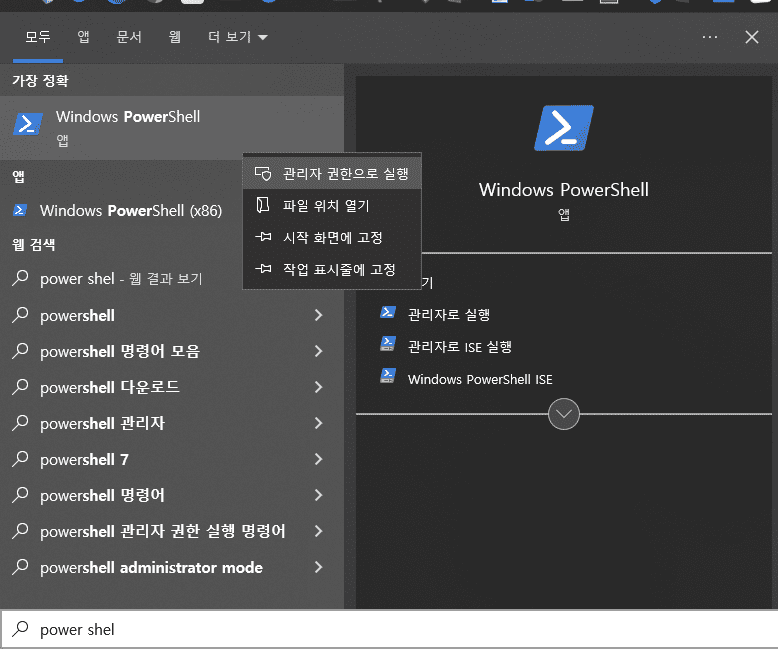 모두 앱 문서 웹 더 보기
가장 정확
Windows PowerShell
앱
앱
Windows PowerShell (x86)
웹 검색
power shel - 웹 결과 보기
powershell
powershell 명령어 모음
powershell 다운로드
powershell 관리자
powershell 7
powershell 명령어
powershell 관리자 권한 실행 명령어
powershell administrator mode
power shel
관리자 권한으로 실행
파일 위치 열기
시작 화면에 고정
작업 표시줄에 고정
Windows PowerShell
앱
기
관리자로 실행
관리자로 ISE 실행
Windows PowerShell ISE